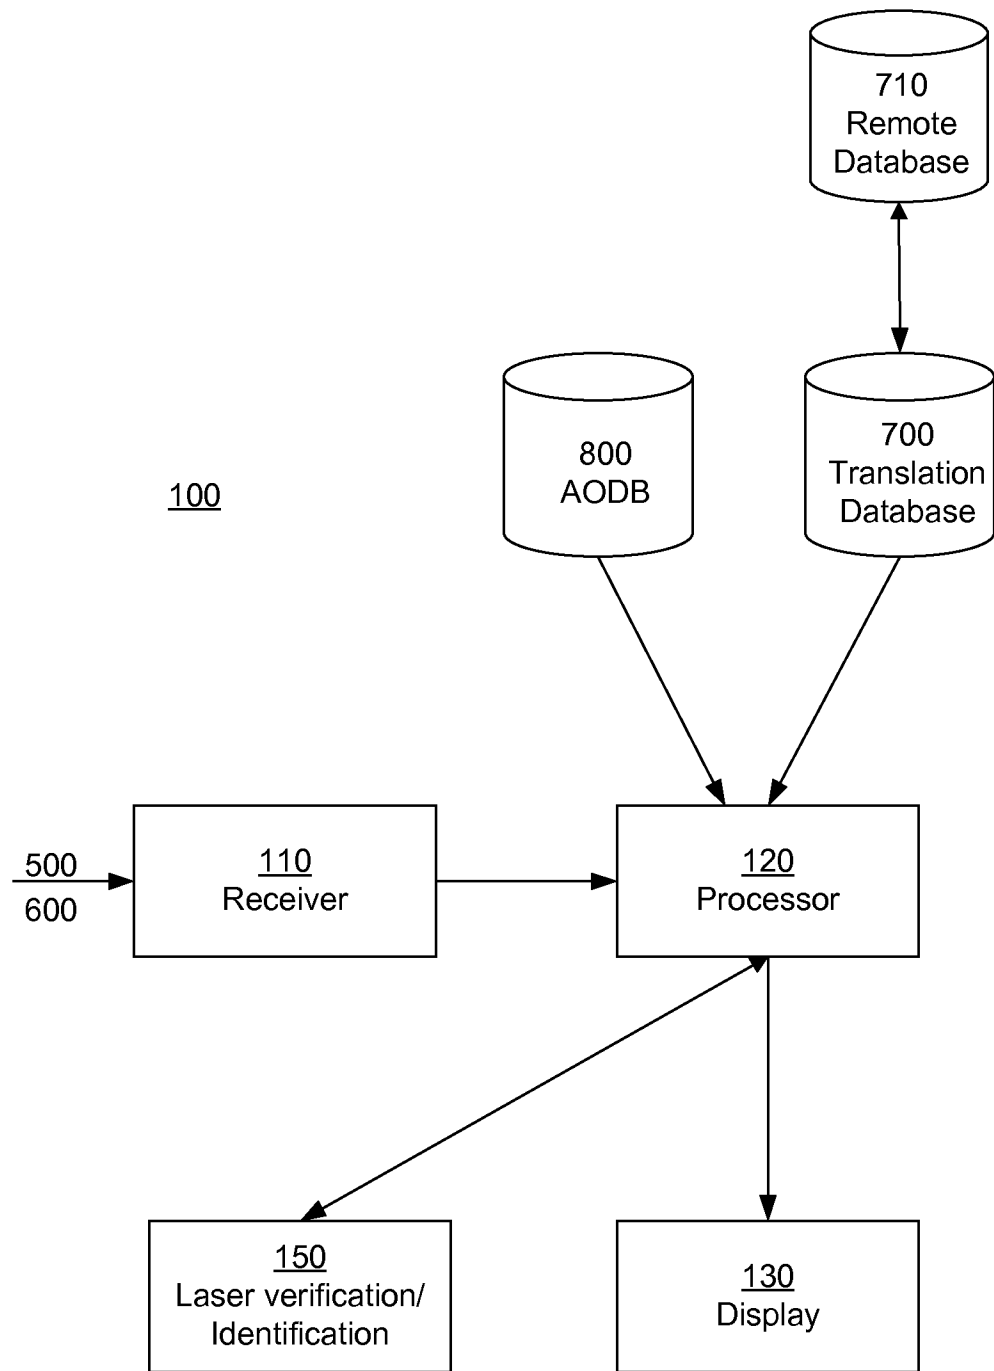 710
Remote
Database
800
AODB
700
Translation
Database
100
500
600
110
Receiver
120
Processor
150
Laser verification/
Identification
130
Display